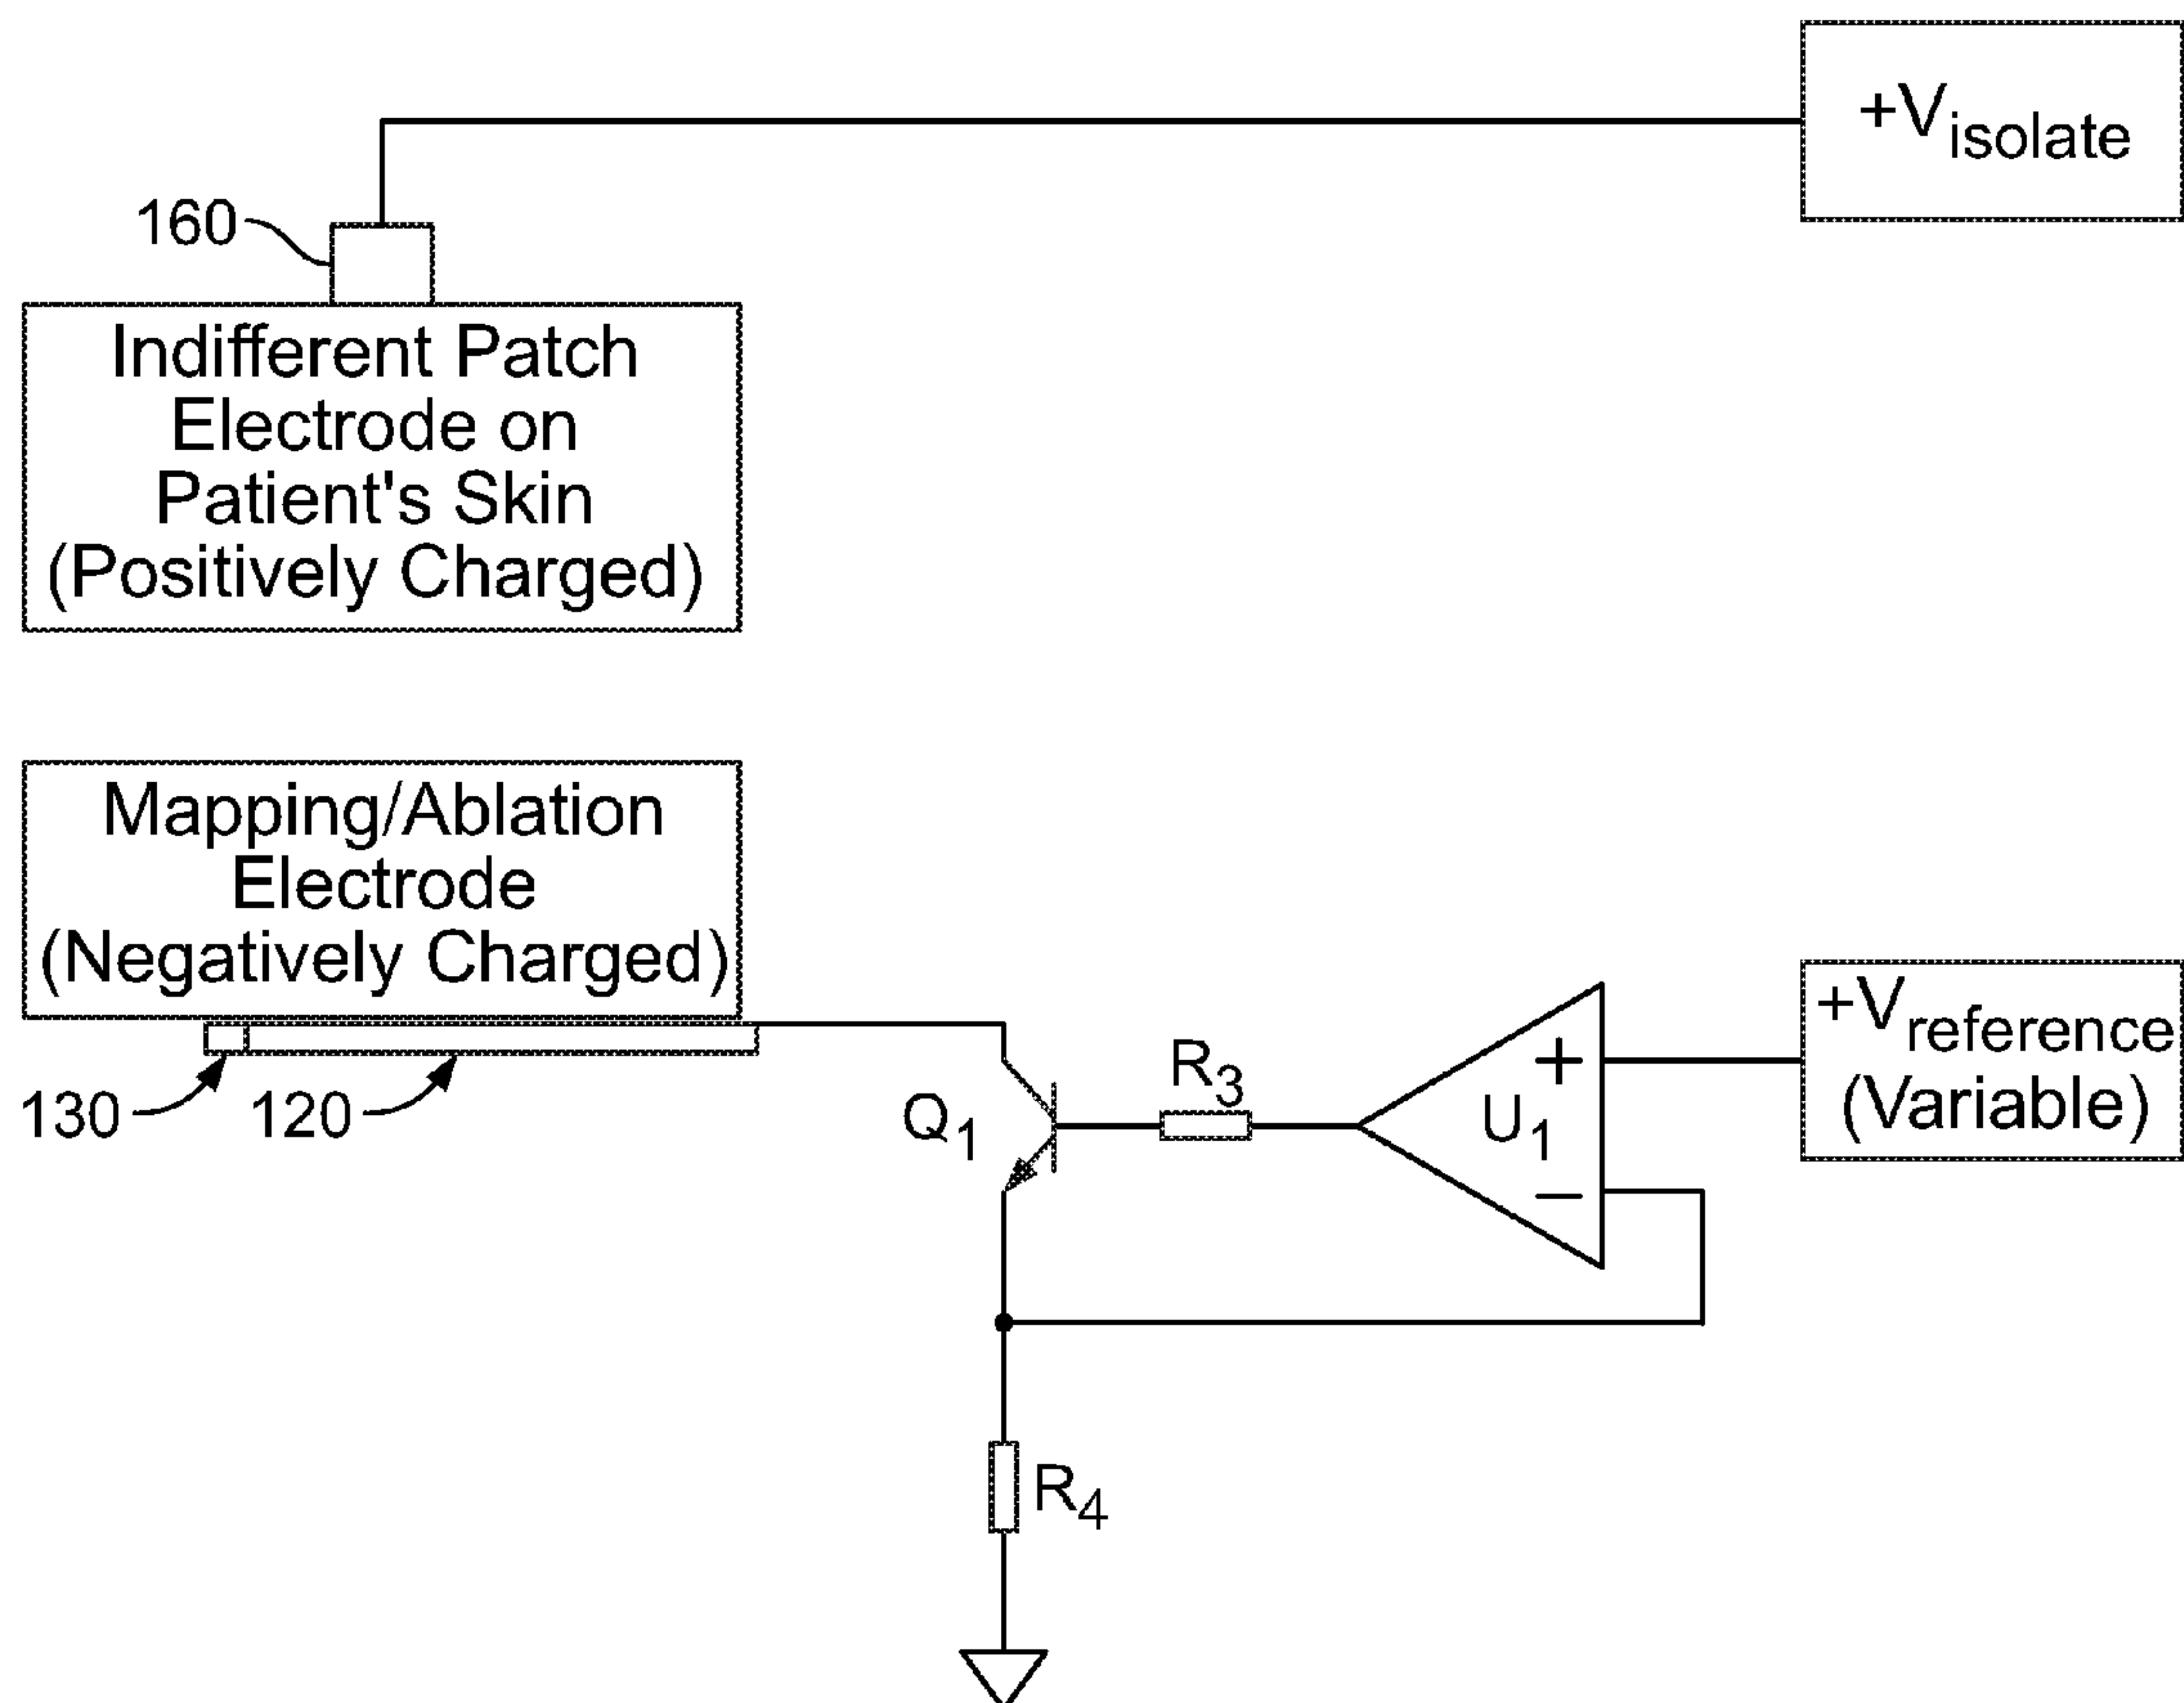 +Visolate
160
Indifferent Patch
Electrode on
Patient's Skin
(Positively Charged)
Mapping/Ablation
Electrode
(Negatively Charged)
130
120
Q1
R3
+
U1
−
+Vreference
(Variable)
R4